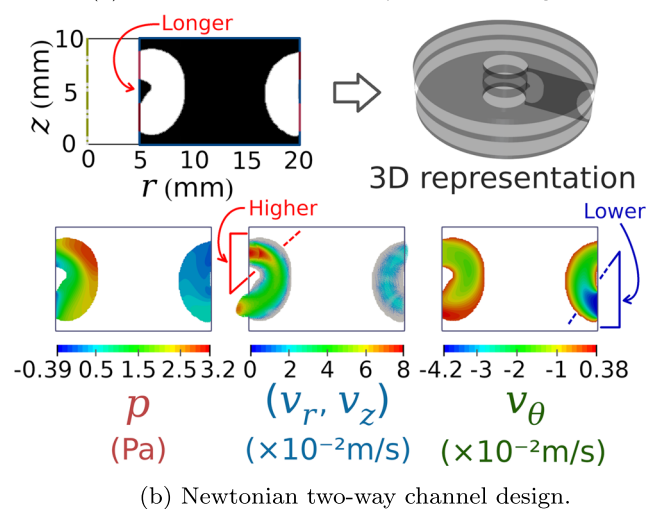 Longer
10
5
0
z (mm)
0 5 10 15 20
r (mm)
3D representation
Higher
Lower
-0.39 0.5 1.5 2.5 3.2
0 2 4 6 8
-4.2 -3 -2 -1 0.38
p
(Pa)
(vr, vz)
(×10⁻²m/s)
vθ
(×10⁻²m/s)
(b) Newtonian two-way channel design.